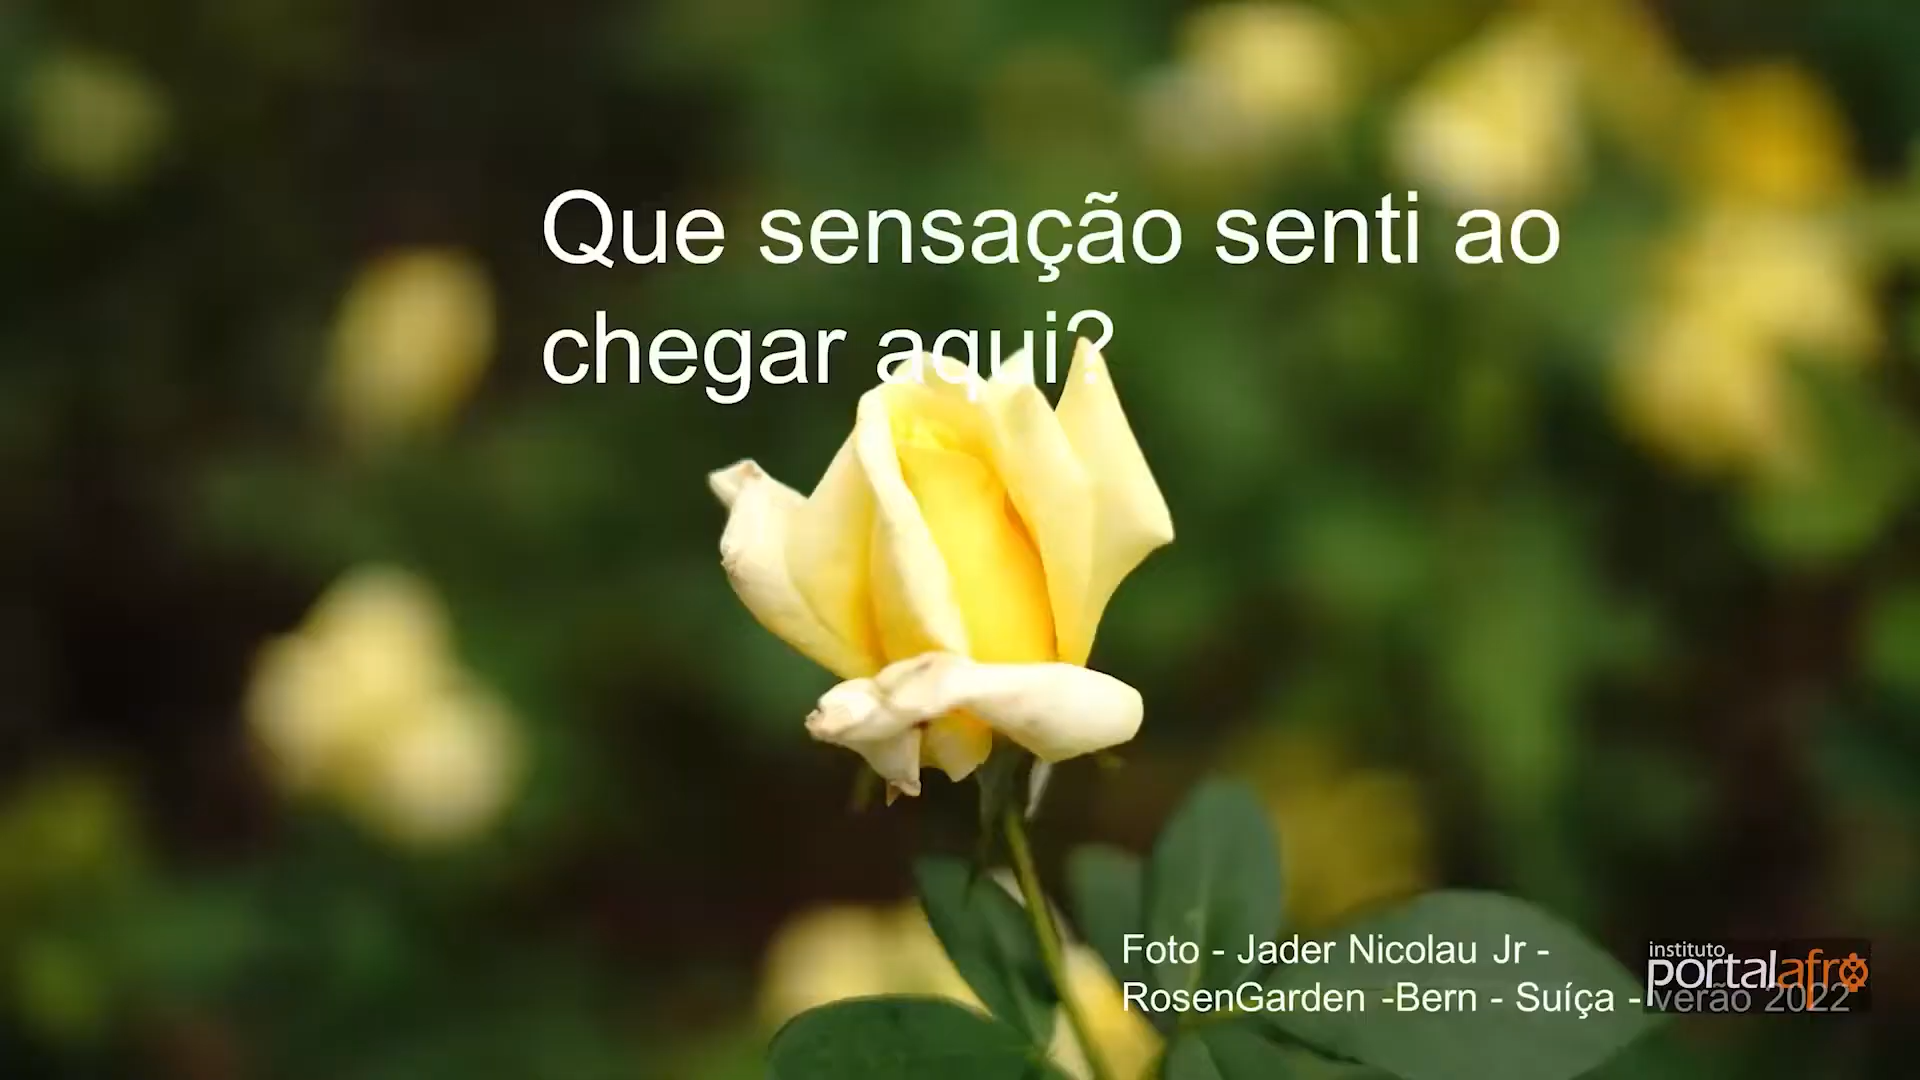 Que sensação senti ao
chegar aqui?
Foto - Jader Nicolau Jr -
RosenGarden -Bern - Suíça - verão 2022
instituto
portalafro